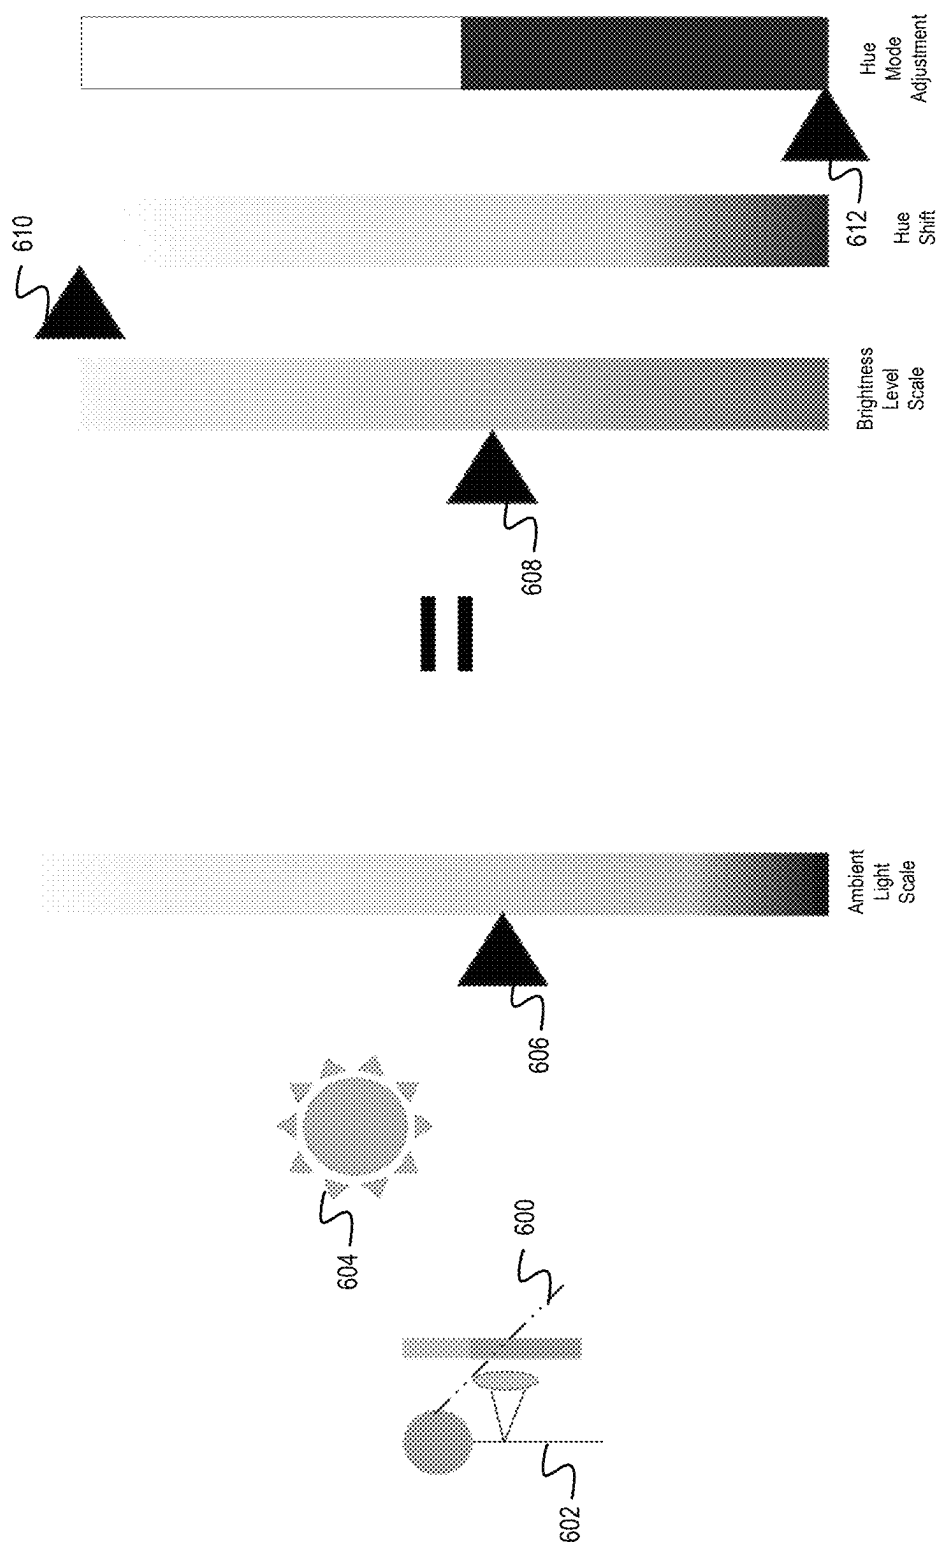 610
604
600
608
606
602
612
Ambient
Light
Scale
Brightness
Level
Scale
Hue
Shift
Hue
Mode
Adjustment